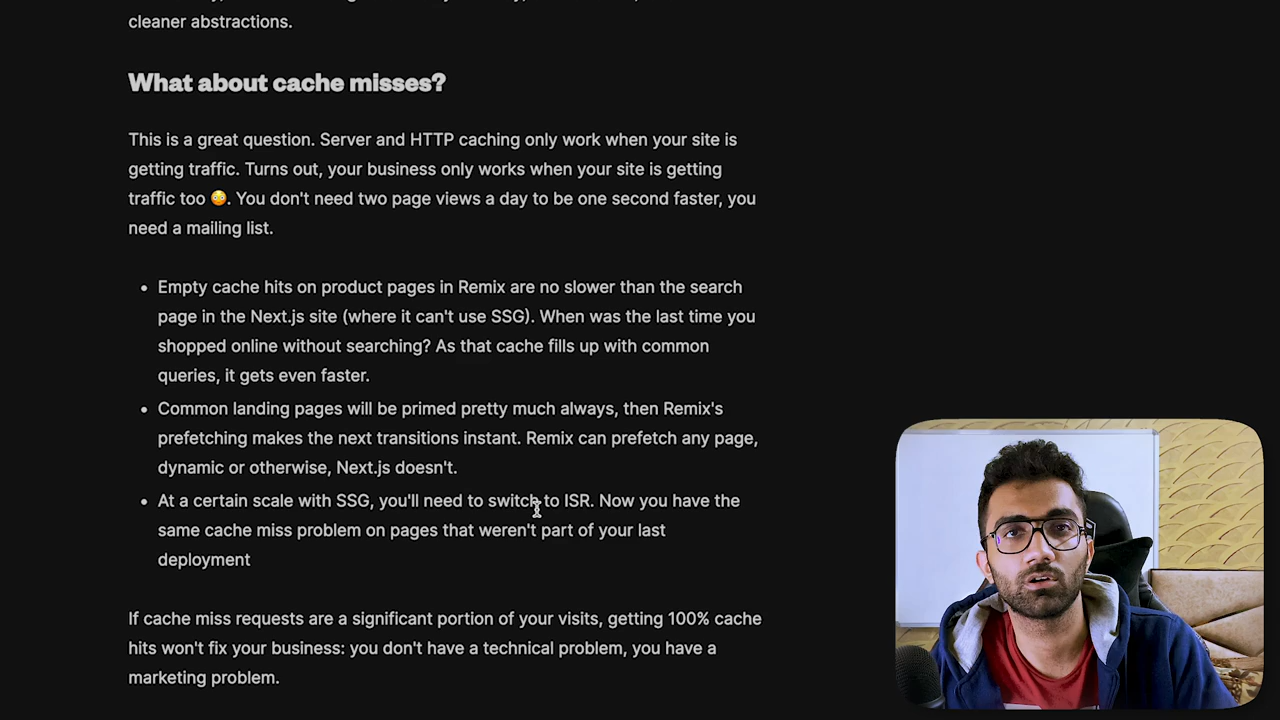 cleaner abstractions.
What about cache misses?
This is a great question. Server and HTTP caching only work when your site is
getting traffic. Turns out, your business only works when your site is getting
traffic too 😳. You don't need two page views a day to be one second faster, you
need a mailing list.
• Empty cache hits on product pages in Remix are no slower than the search
page in the Next.js site (where it can't use SSG). When was the last time you
shopped online without searching? As that cache fills up with common
queries, it gets even faster.
• Common landing pages will be primed pretty much always, then Remix's
prefetching makes the next transitions instant. Remix can prefetch any page,
dynamic or otherwise, Next.js doesn't.
• At a certain scale with SSG, you'll need to switch to ISR. Now you have the
same cache miss problem on pages that weren't part of your last
deployment
If cache miss requests are a significant portion of your visits, getting 100% cache
hits won't fix your business: you don't have a technical problem, you have a
marketing problem.